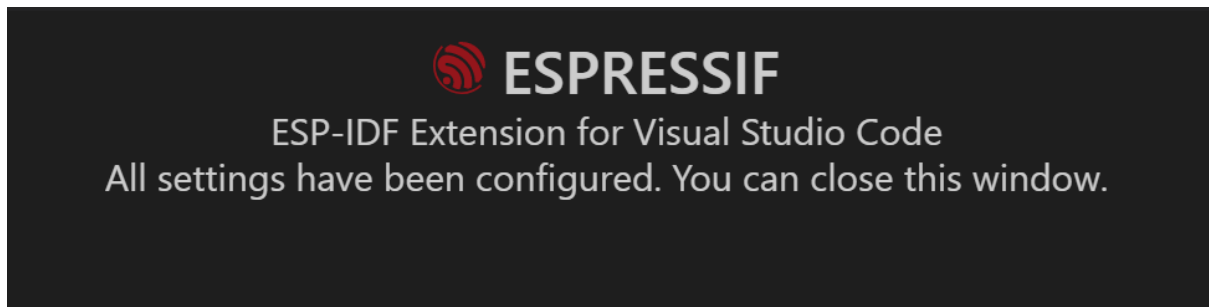 ESPRESSIF
ESP-IDF Extension for Visual Studio Code
All settings have been configured. You can close this window.